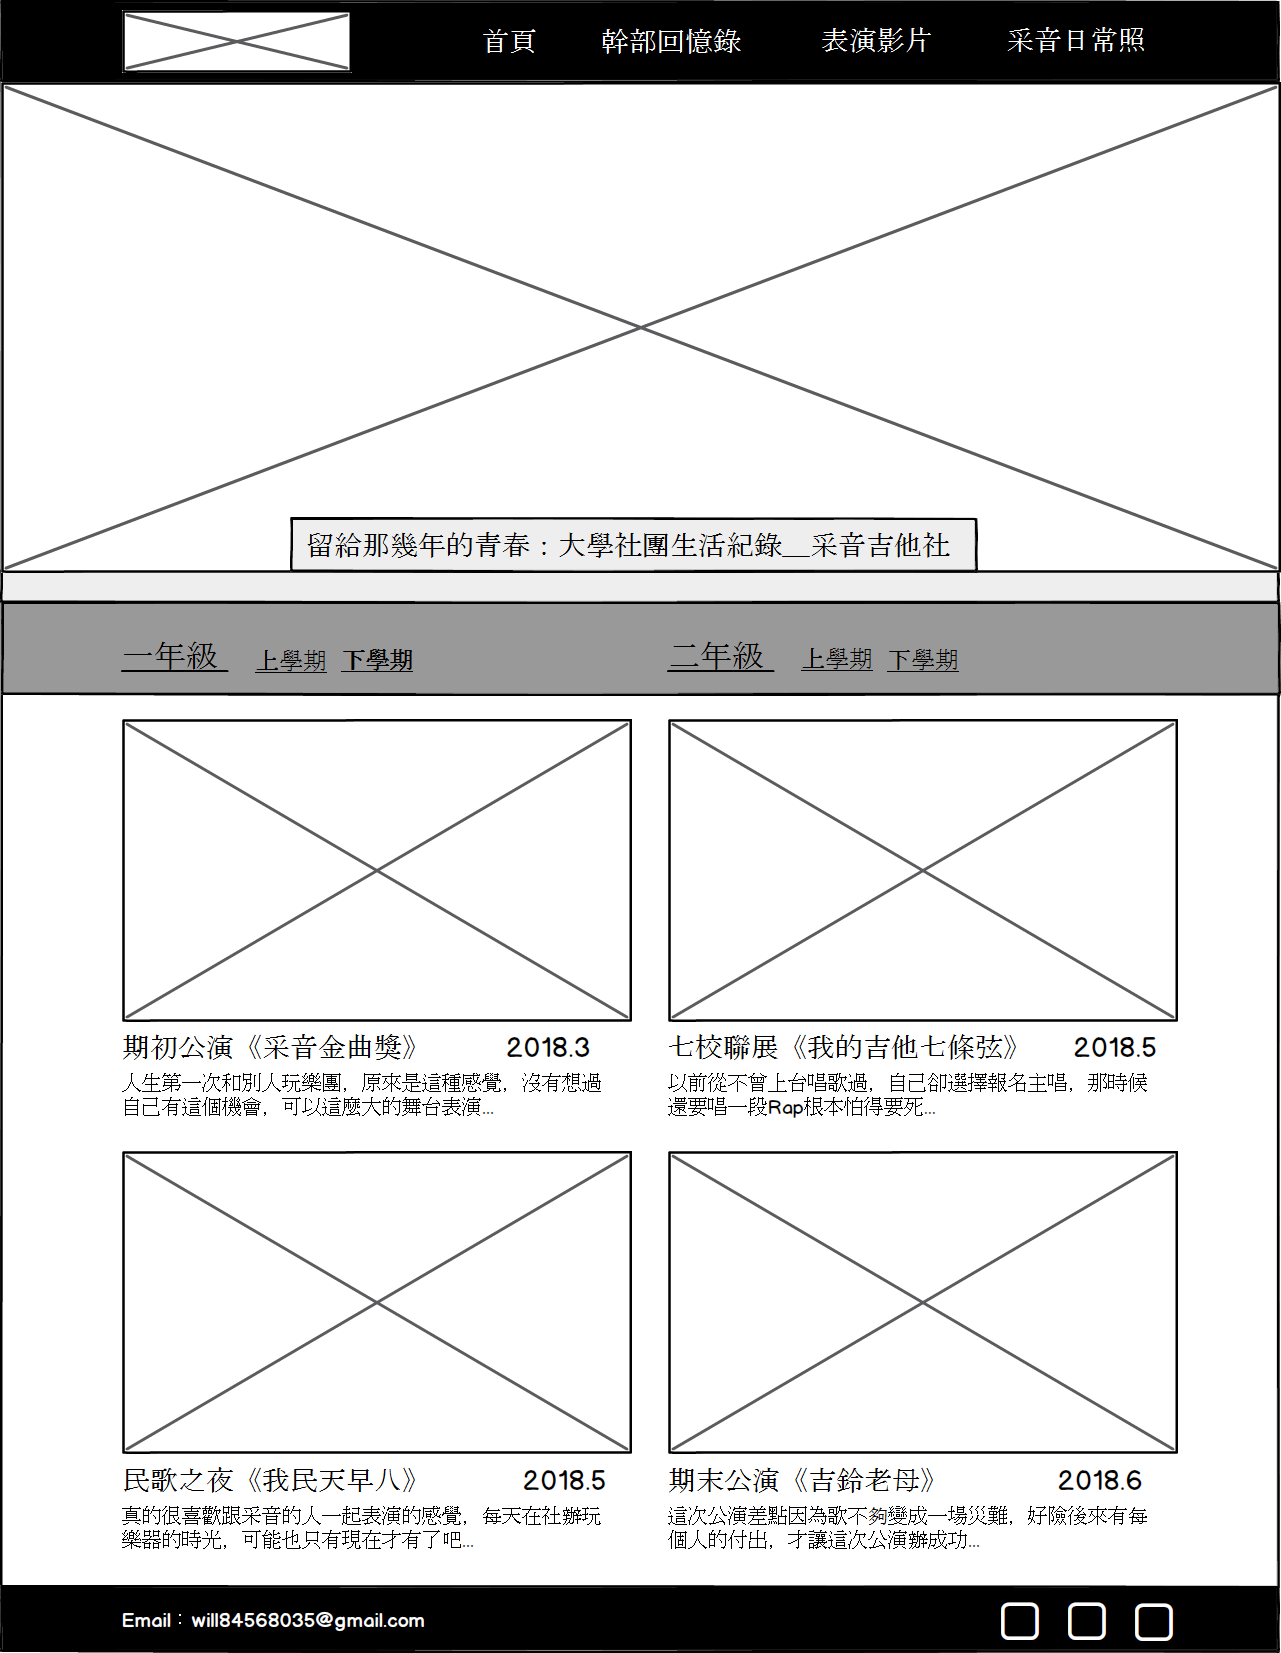 首頁 幹部回憶錄 表演影片 采音日常照
留給那幾年的青春：大學社團生活紀錄__采音吉他社
一年級 上學期 下學期 二年級 上學期 下學期
期初公演《采音金曲獎》 2018.3
人生第一次和別人玩樂團，原來是這種感覺，沒有想過
自己有這個機會，可以這麼大的舞台表演...
七校聯展《我的吉他七條弦》 2018.5
以前從不曾上台唱歌過，自己卻選擇報名主唱，那時候
還要唱一段Rap根本怕得要死...
民歌之夜《我民天早八》 2018.5
真的很喜歡跟采音的人一起表演的感覺，每天在社辦玩
樂器的時光，可能也只有現在才有了吧...
期末公演《吉鈴老母》 2018.6
這次公演差點因為歌不夠變成一場災難，好險後來有每
個人的付出，才讓這次公演辦成功...
Email：will84568035@gmail.com